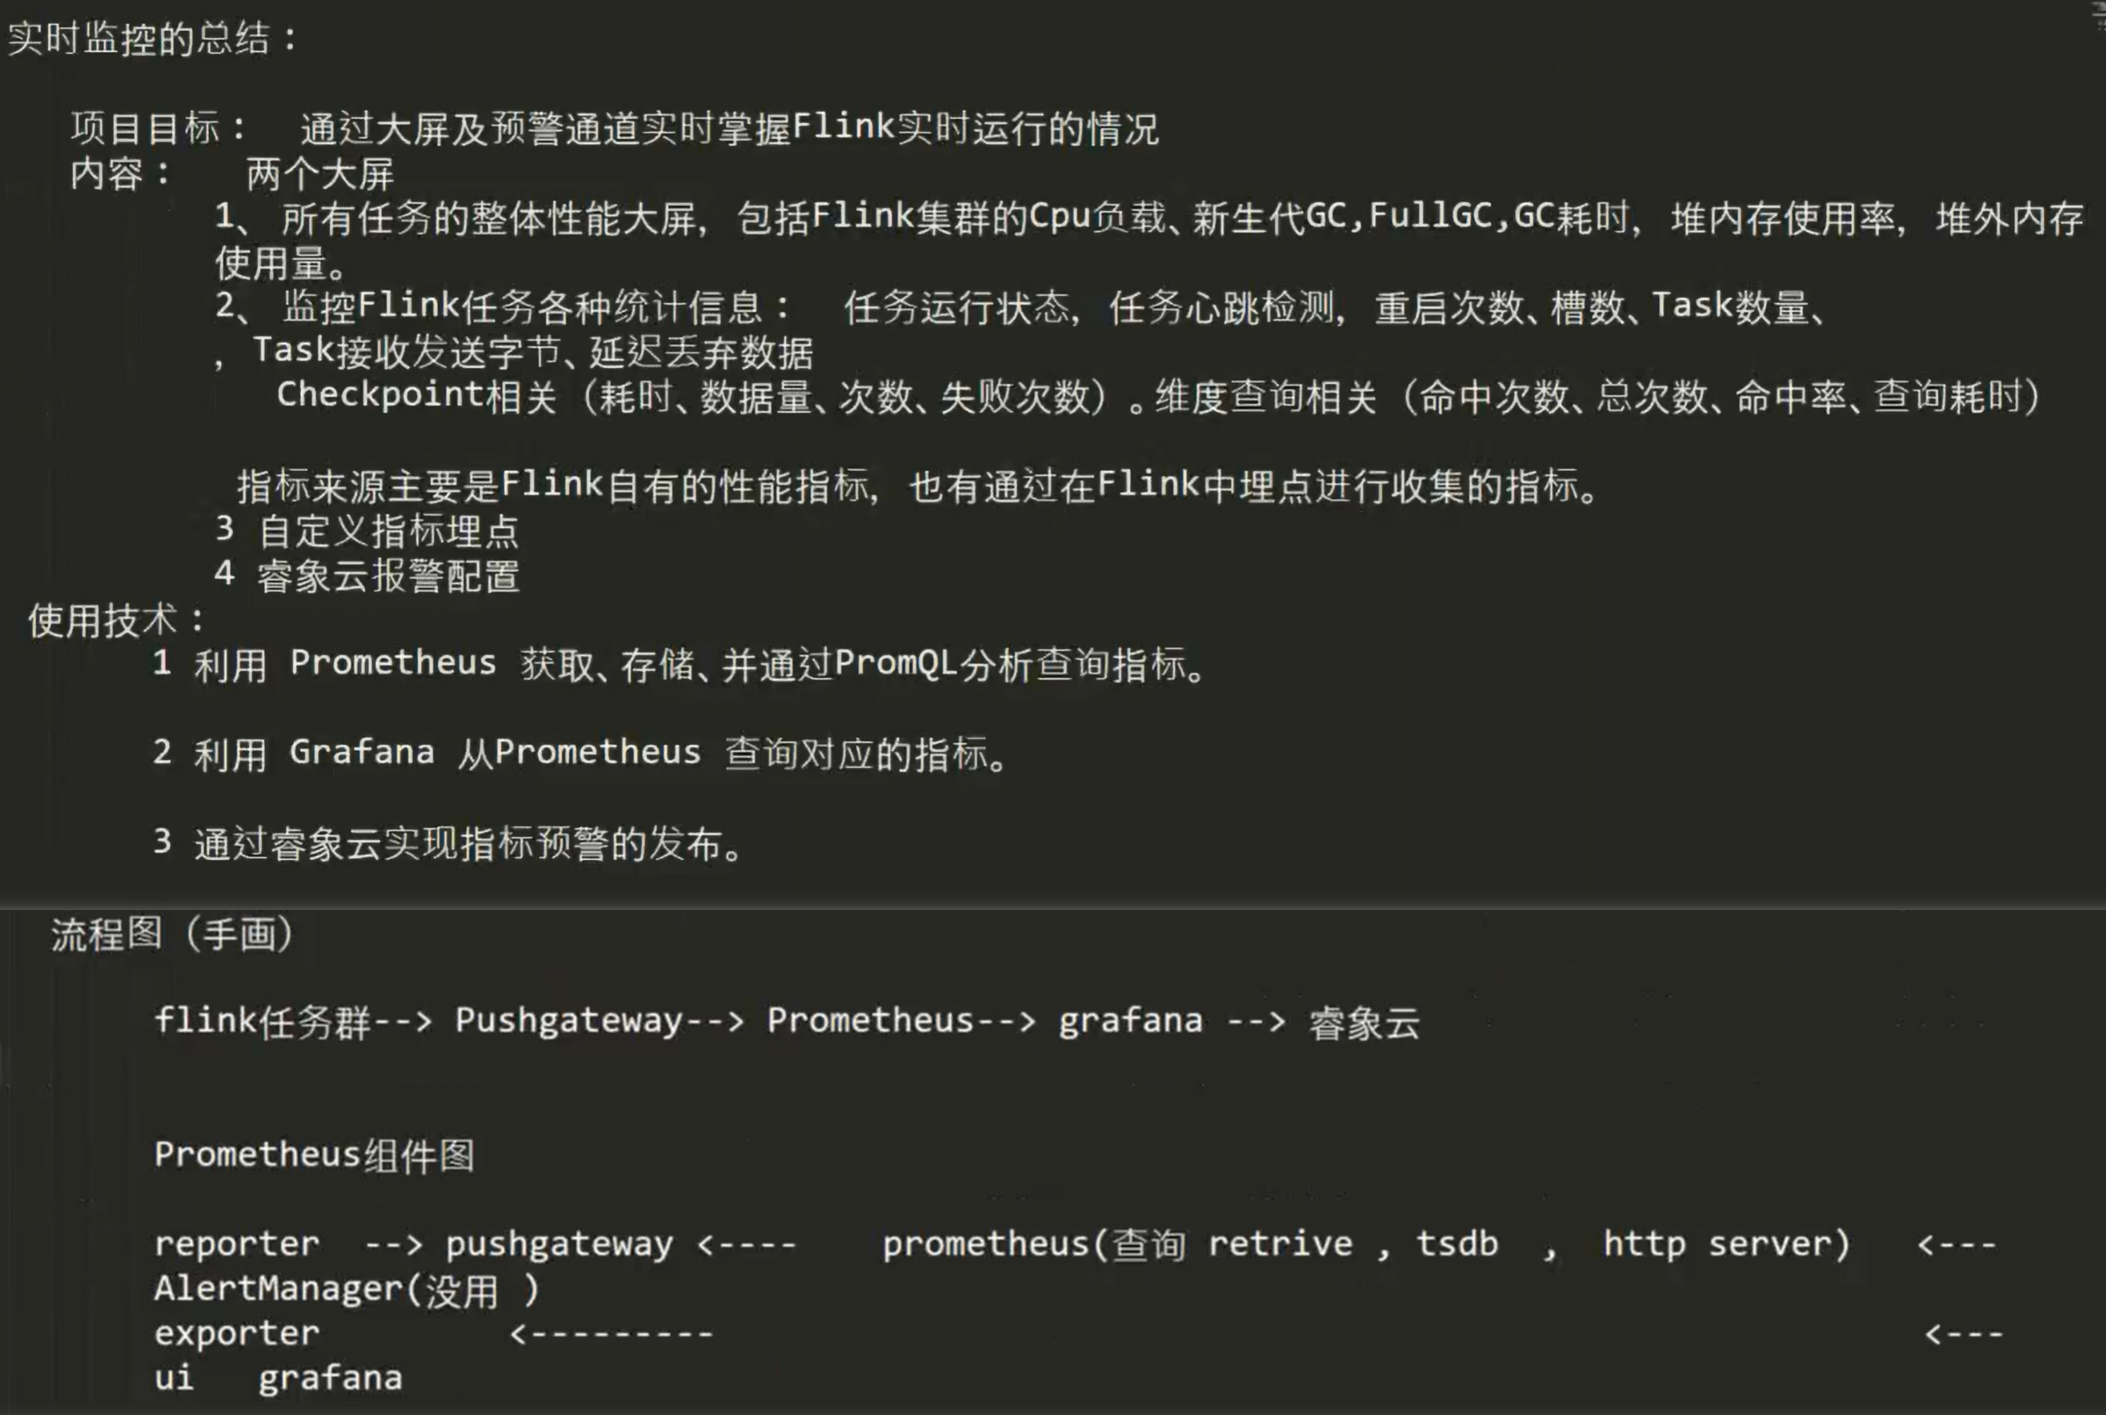 实时监控的总结：
项目目标：  通过大屏及预警通道实时掌握Flink实时运行的情况
内容：   两个大屏
1、 所有任务的整体性能大屏，包括Flink集群的Cpu负载、新生代GC,FullGC,GC耗时，堆内存使用率，堆外内存
使用量。
2、 监控Flink任务各种统计信息：  任务运行状态，任务心跳检测，重启次数、槽数、Task数量、
，Task接收发送字节、延迟丢弃数据
Checkpoint相关（耗时、数据量、次数、失败次数）。维度查询相关（命中次数、总次数、命中率、查询耗时）
指标来源主要是Flink自有的性能指标，也有通过在Flink中埋点进行收集的指标。
3 自定义指标埋点
4 睿象云报警配置
使用技术：
1 利用 Prometheus 获取、存储、并通过PromQL分析查询指标。
2 利用 Grafana 从Prometheus 查询对应的指标。
3 通过睿象云实现指标预警的发布。
流程图（手画）
flink任务群--> Pushgateway--> Prometheus--> grafana --> 睿象云
Prometheus组件图
reporter  --> pushgateway <----    prometheus(查询 retrive , tsdb  ,  http server)   <---
AlertManager(没用 )
exporter        <---------                                                    <---
ui   grafana